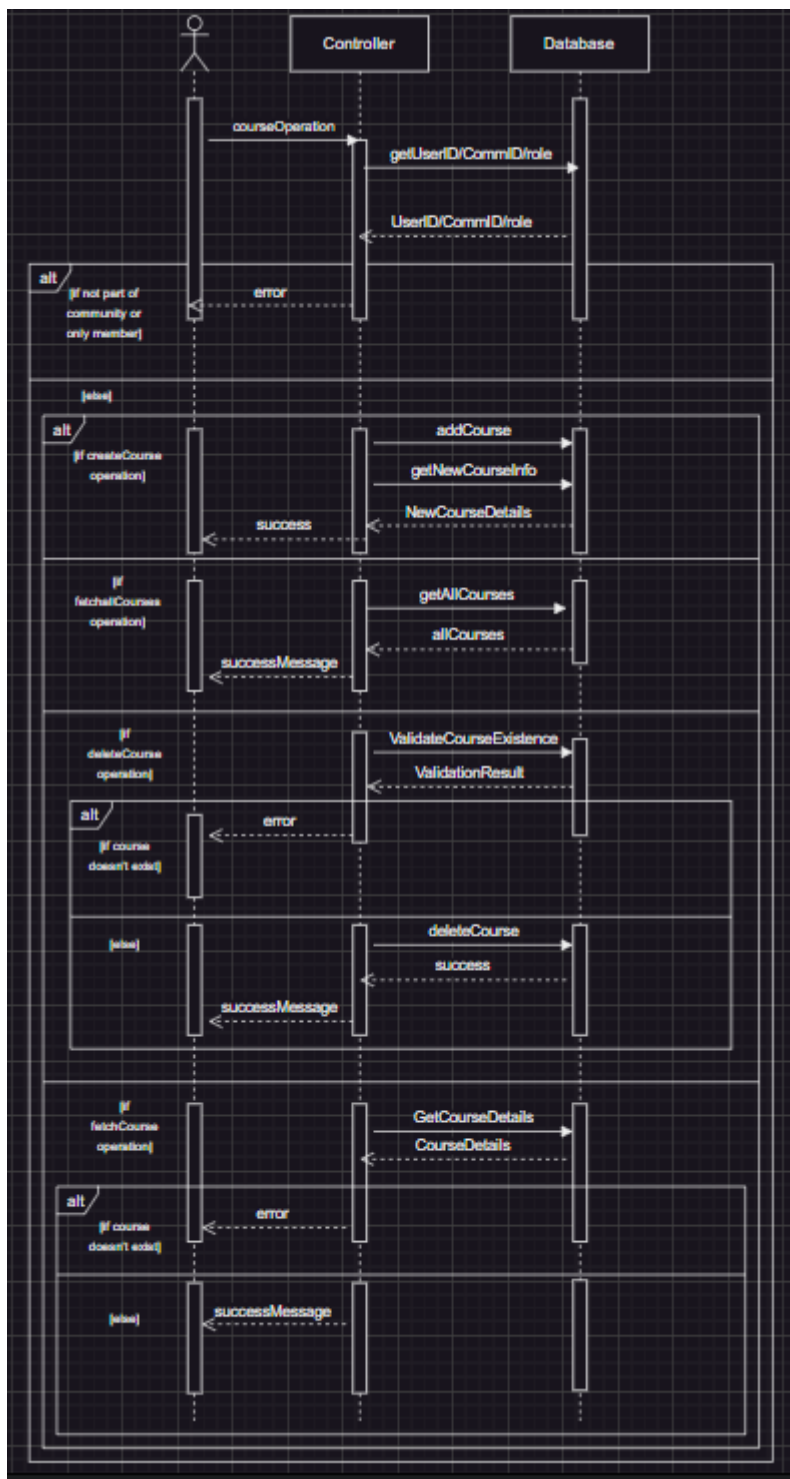 Controller
Database
courseOperation
getUserID/CommID/role
UserID/CommID/role
alt
[if not part of
community or
only member]
error
[else]
alt
[if createCourse
operation]
addCourse
getNewCourseInfo
NewCourseDetails
success
[if
fetchallCourses
operation]
getAllCourses
allCourses
successMessage
[if
deleteCourse
operation]
ValidateCourseExistence
ValidationResult
alt
[if course
doesn't exist]
error
[else]
deleteCourse
success
successMessage
[if
fetchCourse
operation]
GetCourseDetails
CourseDetails
alt
[if course
doesn't exist]
error
[else]
successMessage